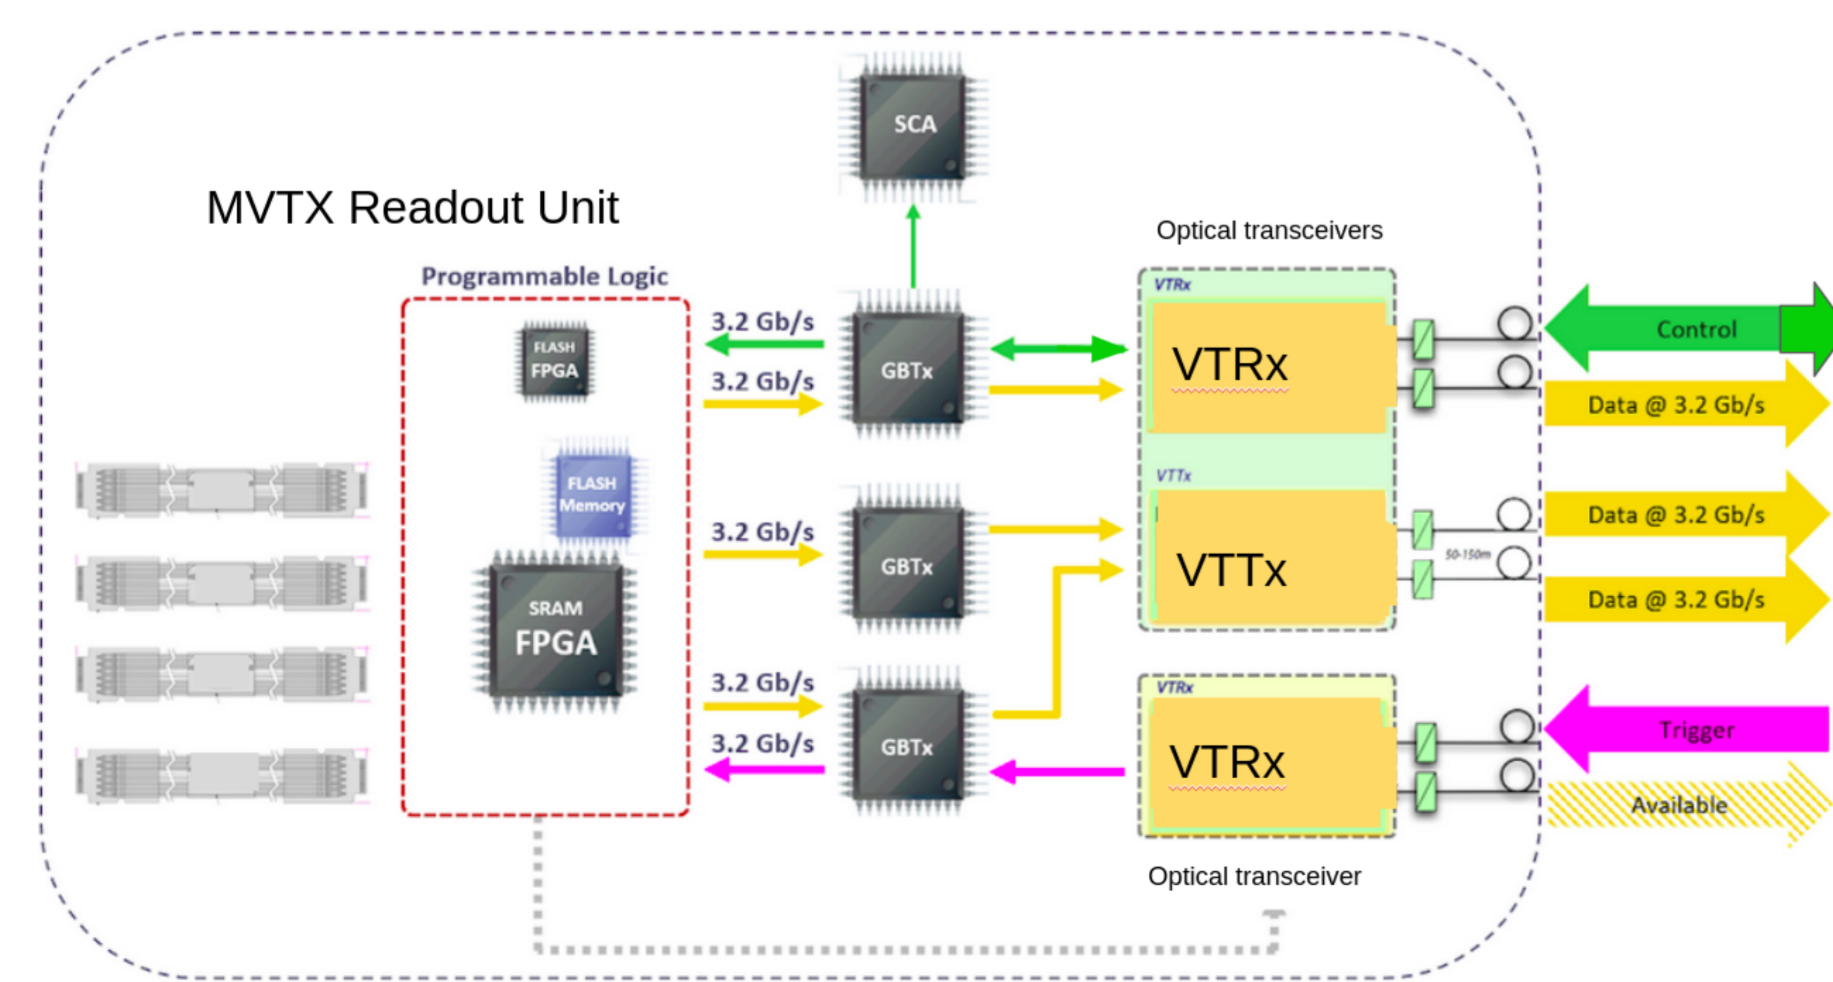 SCA
MVTX Readout Unit
Optical transceivers
Programmable Logic
VTRx
3.2 Gb/s
FLASH
FPGA
GBTx
VTRx
Control
3.2 Gb/s
Data @ 3.2 Gb/s
VTTx
FLASH
Memory
3.2 Gb/s
GBTx
VTTx
Data @ 3.2 Gb/s
50-150m
Data @ 3.2 Gb/s
SRAM
FPGA
3.2 Gb/s
VTRx
3.2 Gb/s
GBTx
VTRx
Trigger
Available
Optical transceiver